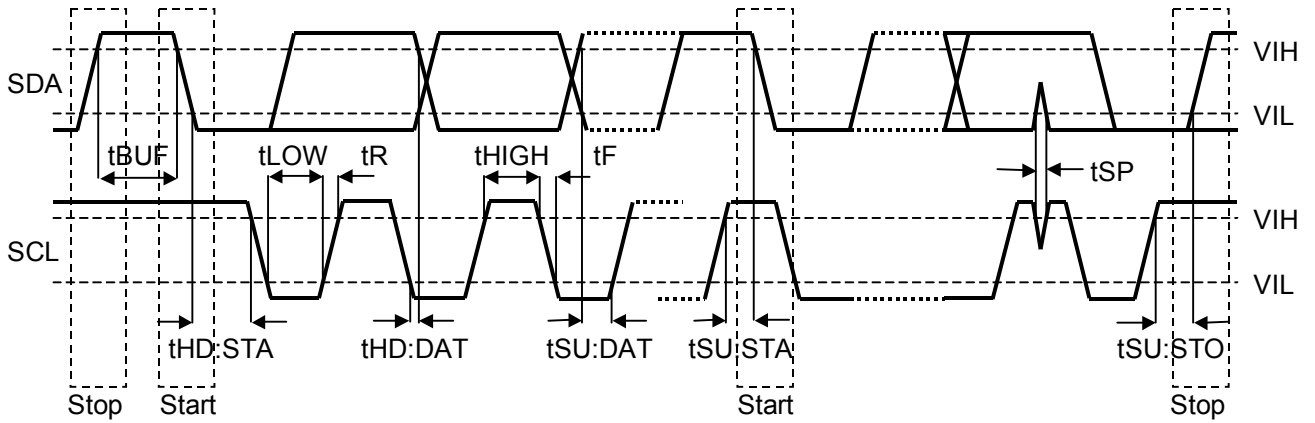 VIH
SDA
VIL
tBUF tLOW tR tHIGH tF tSP
VIH
SCL
VIL
tHD:STA tHD:DAT tSU:DAT tSU:STA tSU:STO
Stop Start Start Stop